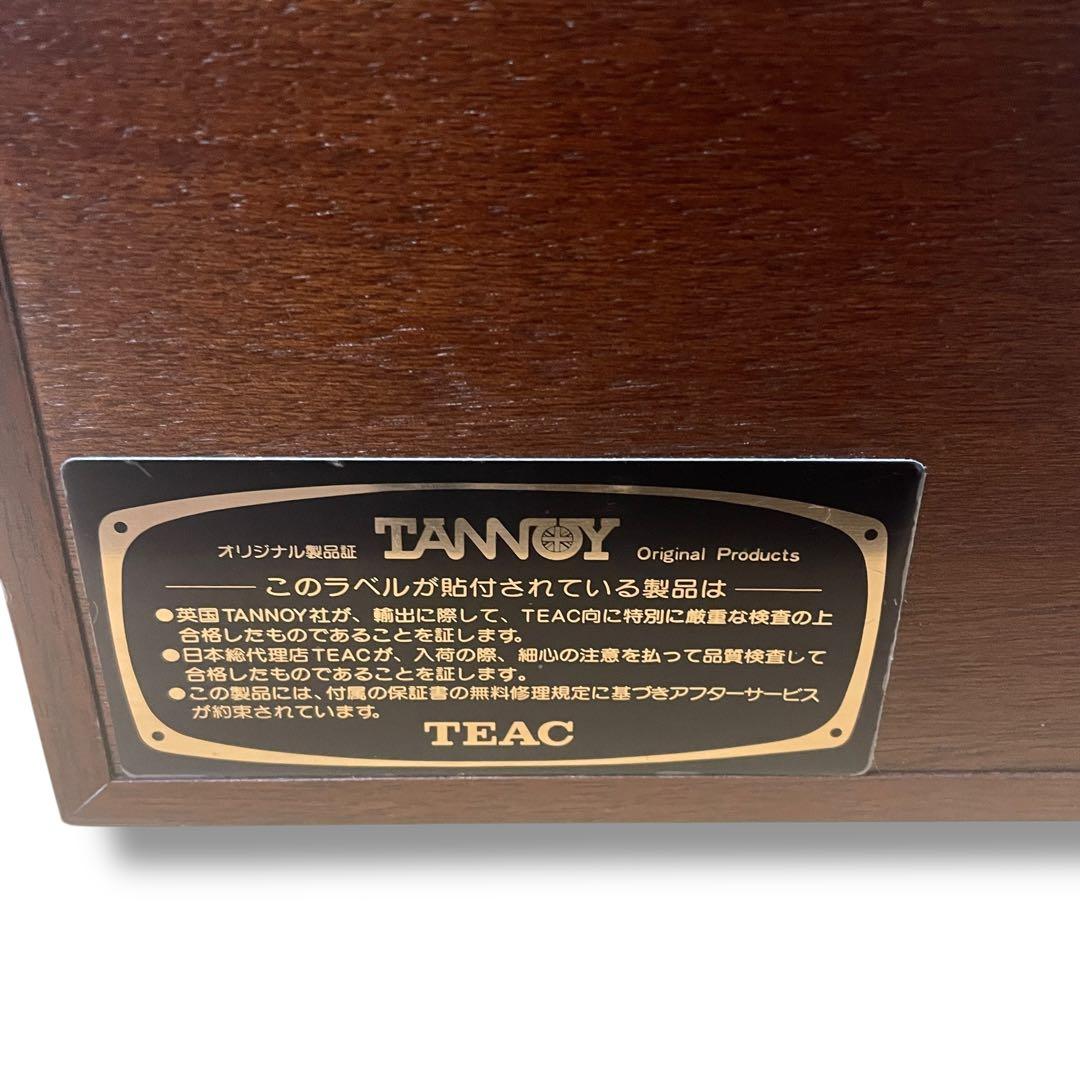 オリジナル製品証 TANNOY Original Products
このラベルが貼付されている製品は
●英国TANNOY社が、輸出に際して、TEAC向に特別に厳重な検査の上
合格したものであることを証します。
●日本総代理店TEACが、入荷の際、細心の注意を払って品質検査して
合格したものであることを証します。
●この製品には、付属の保証書の無料修理規定に基づきアフターサービス
が約束されています。
TEAC